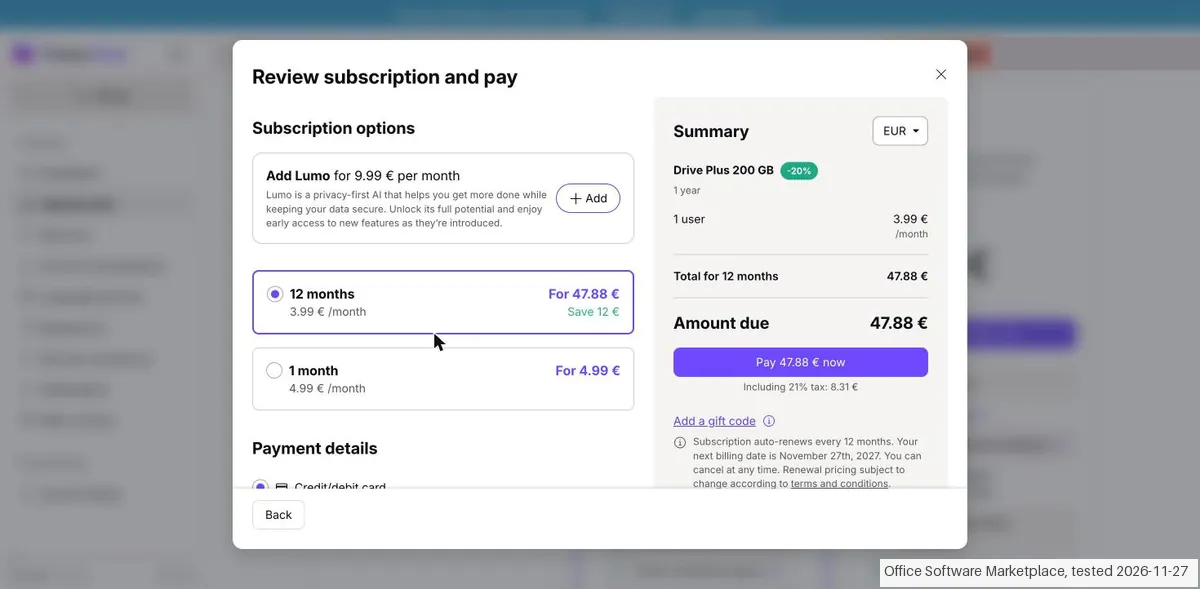 Review subscription and pay
Subscription options
Add Lumo for 9.99 € per month
Lumo is a privacy-first AI that helps you get more done while
keeping your data secure. Unlock its full potential and enjoy
early access to new features as they're introduced.
Add
12 months
For 47.88 €
3.99 € /month
Save 12 €
1 month
For 4.99 €
4.99 € /month
Payment details
Credit/debit card
Back
Summary
EUR
Drive Plus 200 GB -20%
1 year
1 user
3.99 €
/month
Total for 12 months
47.88 €
Amount due
47.88 €
Pay 47.88 € now
Including 21% tax: 8.31 €
Add a gift code
Subscription auto-renews every 12 months. Your
next billing date is November 27th, 2027. You can
cancel at any time. Renewal pricing subject to
change according to terms and conditions.
Office Software Marketplace, tested 2026-11-27